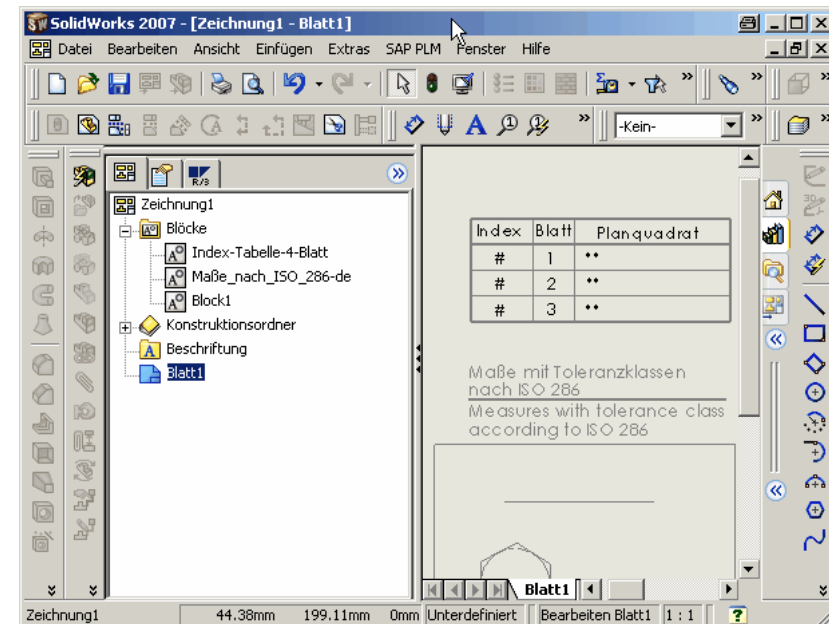 SolidWorks 2007 - [Zeichnung1 - Blatt1]
Datei Bearbeiten Ansicht Einfügen Extras SAP PLM Fenster Hilfe
-Kein-
R/3
Zeichnung1
Blöcke
Index-Tabelle-4-Blatt
Maße_nach_ISO_286-de
Block1
Konstruktionsordner
Beschriftung
Blatt1
Index Blatt Planquadrat
# 1 ••
# 2 ••
# 3 ••
Maße mit Toleranzklassen
nach ISO 286
Measures with tolerance class
according to ISO 286
Blatt1
Zeichnung1 44.38mm 199.11mm 0mm Unterdefiniert Bearbeiten Blatt1 1 : 1 ?